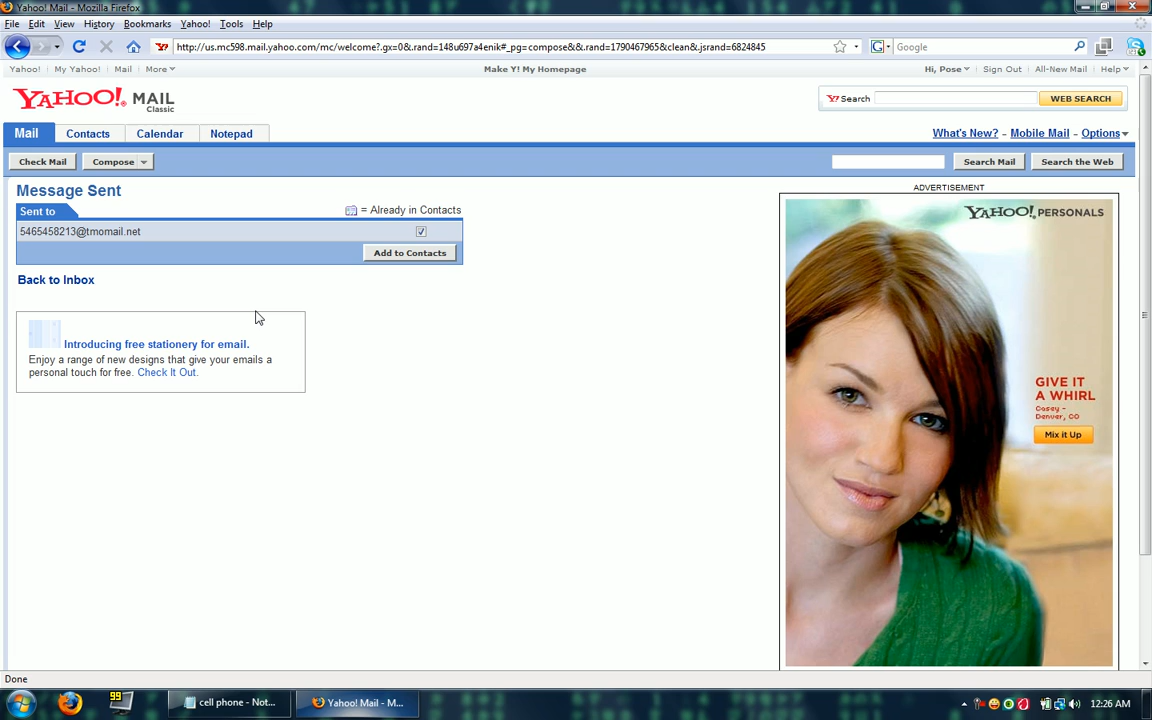 Yahoo! Mail - Mozilla Firefox
File Edit View History Bookmarks Yahoo! Tools Help
http://us.mc598.mail.yahoo.com/mc/welcome?.gx=0&.rand=148u697a4enik#_pg=compose&&.rand=1790467965&clean&.jsrand=6824845
Google
Yahoo! My Yahoo! Mail More Make Y! My Homepage Hi, Pose Sign Out All-New Mail Help
YAHOO! MAIL
Classic
Y! Search WEB SEARCH
Mail Contacts Calendar Notepad What's New? - Mobile Mail - Options
Check Mail Compose Search Mail Search the Web
Message Sent
ADVERTISEMENT
Sent to = Already in Contacts
YAHOO! PERSONALS
5465458213@tmomail.net
Add to Contacts
Back to Inbox
Introducing free stationery for email.
Enjoy a range of new designs that give your emails a
personal touch for free. Check It Out.
GIVE IT
A WHIRL
Casey -
Denver, CO
Mix it Up
Done
99 cell phone - Not... Yahoo! Mail - M... 12:26 AM